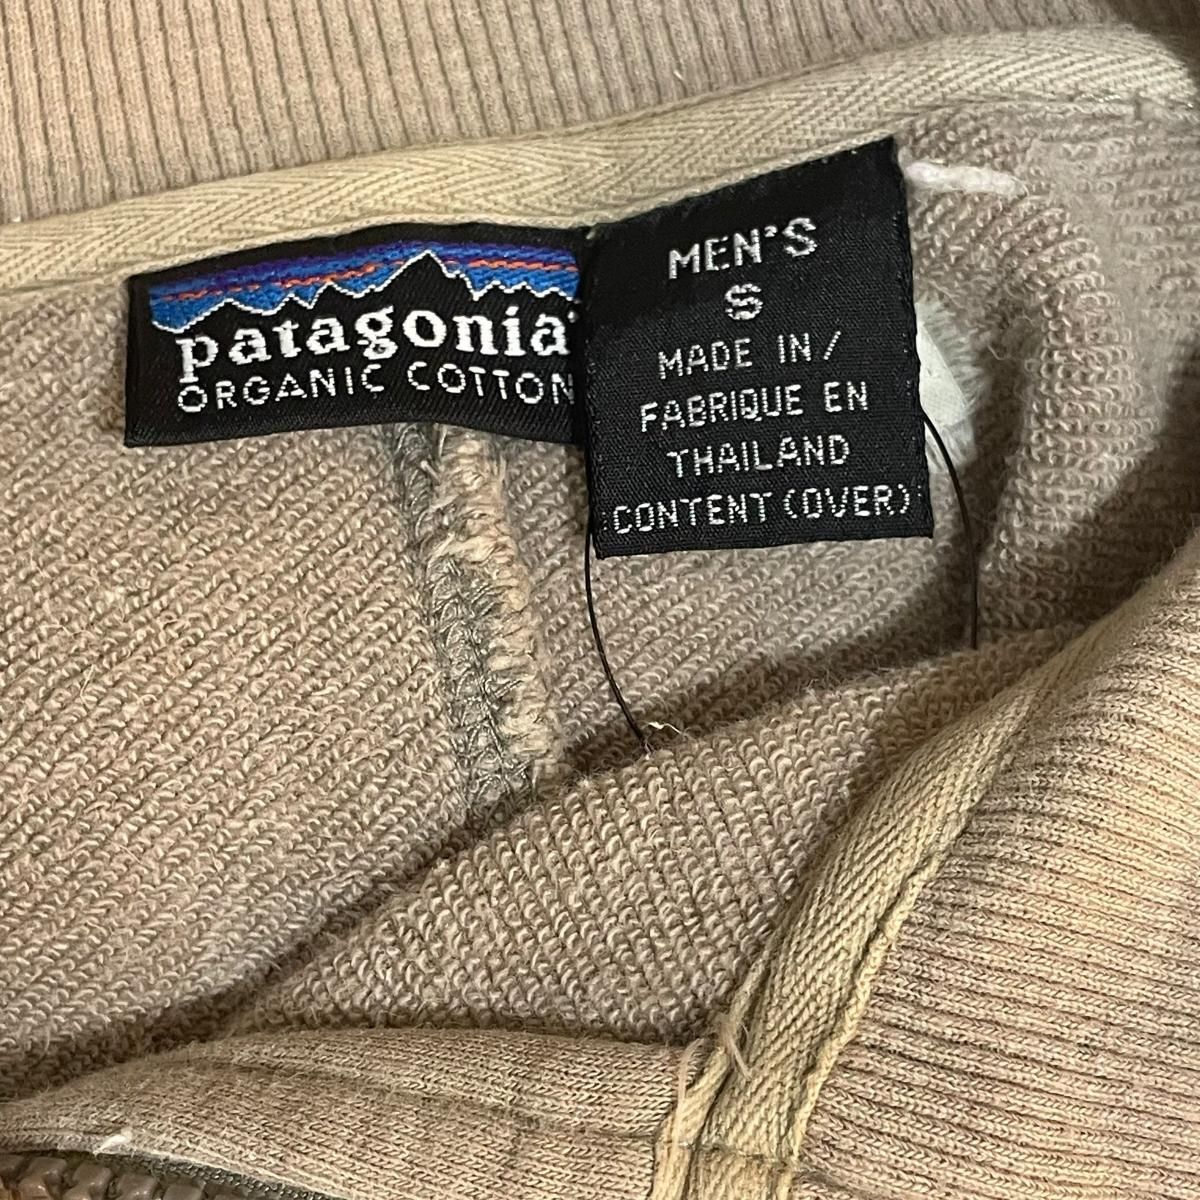 patagonia
ORGANIC COTTON
MEN'S
S
MADE IN/
FABRIQUE EN
THAILAND
CONTENT (OVER)